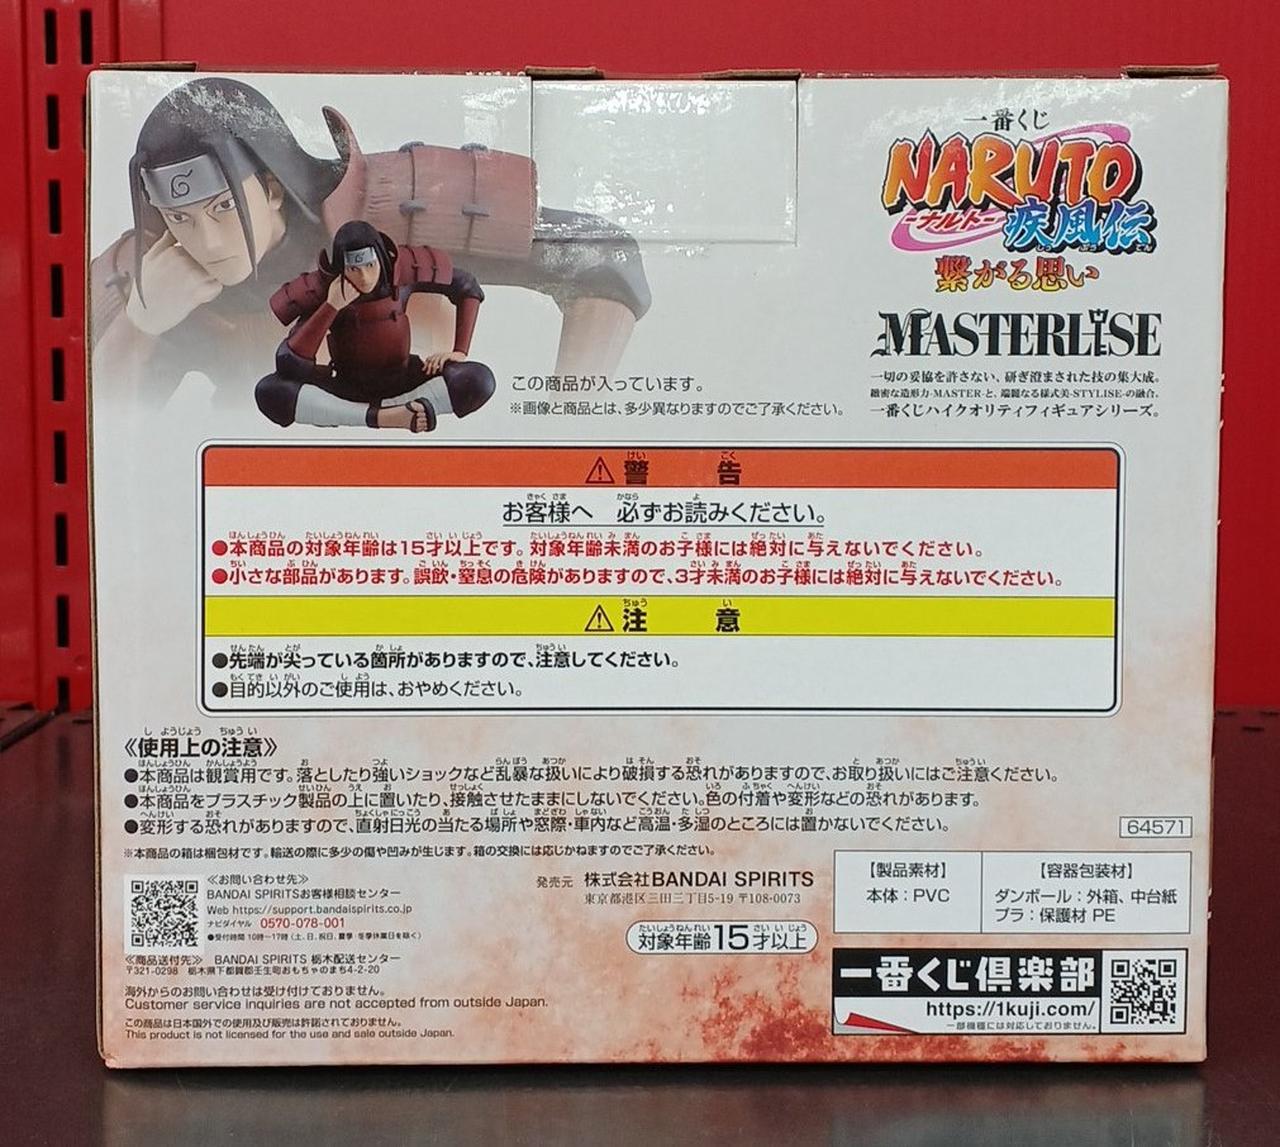 一番くじ
NARUTO
-ナルト-
疾風伝
繋がる思い
MASTERLISE
一切の妥協を許さない、研ぎ澄まされた技の集大成。
緻密な造形力-MASTER-と、端麗なる様式美-STYLISE-の融合。
一番くじハイクオリティフィギュアシリーズ。
この商品が入っています。
※画像と商品とは、多少異なりますのでご了承ください。
警告
お客様へ 必ずお読みください。
●本商品の対象年齢は15才以上です。対象年齢未満のお子様には絶対に与えないでください。
●小さな部品があります。誤飲・窒息の危険がありますので、3才未満のお子様には絶対に与えないでください。
注意
●先端が尖っている箇所がありますので、注意してください。
●目的以外のご使用は、おやめください。
《使用上の注意》
●本商品は観賞用です。落としたり強いショックなど乱暴な扱いにより破損する恐れがありますので、お取り扱いにはご注意ください。
●本商品をプラスチック製品の上に置いたり、接触させたままにしないでください。色の付着や変形などの恐れがあります。
●変形する恐れがありますので、直射日光の当たる場所や窓際・車内など高温・多湿のところには置かないでください。
64571
※本商品の箱は梱包材です。輸送の際に多少の傷や凹みが生じます。箱の交換には応じかねますのでご了承ください。
≪お問い合わせ先≫
BANDAI SPIRITSお客様相談センター
Web https://support.bandaispirits.co.jp
ナビダイヤル 0570-078-001
●受付時間 10時〜17時(土、日、祝日、夏季・冬季休業日を除く)
≪商品送付先≫ BANDAI SPIRITS 栃木配送センター
〒321-0298 栃木県下都賀郡壬生町おもちゃのまち4-2-20
海外からのお問い合わせは受け付けておりません。
Customer service inquiries are not accepted from outside Japan.
この商品は日本国外での使用及び販売は許諾されておりません。
This product is not licensed for the use and sale outside Japan.
発売元 株式会社BANDAI SPIRITS
東京都港区三田三丁目5-19 〒108-0073
対象年齢15才以上
【製品素材】
本体：PVC
【容器包装材】
ダンボール：外箱、中台紙
プラ：保護材 PE
一番くじ倶楽部
https://1kuji.com/
一部機種には対応しておりません。